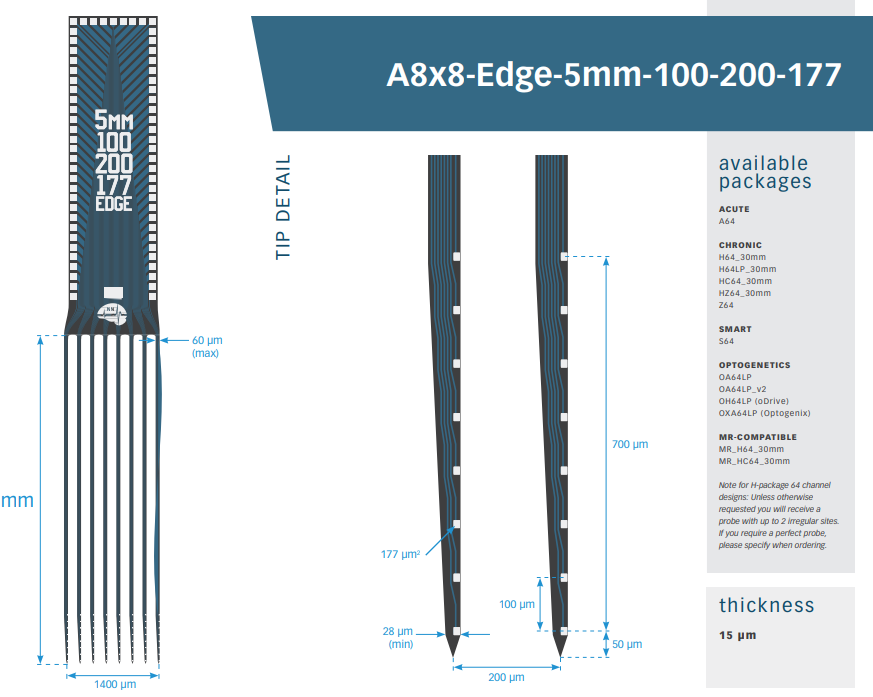 A8x8-Edge-5mm-100-200-177
5MM
100
200
177
EDGE
60 µm
(max)
mm
1400 µm
TIP DETAIL
700 µm
177 µm²
100 µm
28 µm
(min)
50 µm
200 µm
available
packages
ACUTE
A64
CHRONIC
H64_30mm
H64LP_30mm
HC64_30mm
HZ64_30mm
Z64
SMART
S64
OPTOGENETICS
OA64LP
OA64LP_v2
OH64LP (oDrive)
OXA64LP (Optogenix)
MR-COMPATIBLE
MR_H64_30mm
MR_HC64_30mm
Note for H-package 64 channel
designs: Unless otherwise
requested you will receive a
probe with up to 2 irregular sites.
If you require a perfect probe,
please specify when ordering.
thickness
15 µm